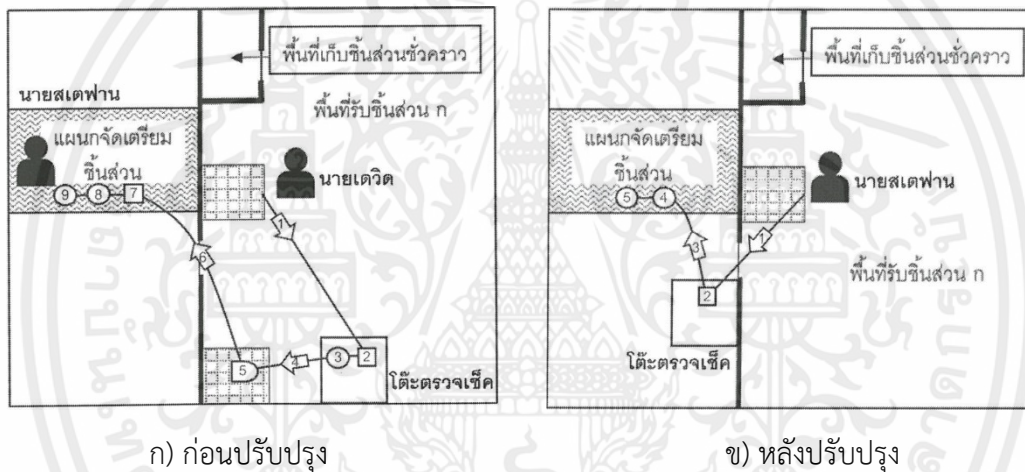 พื้นที่เก็บชิ้นส่วนชั่วคราว
นายสเตฟาน
พื้นที่รับชิ้นส่วน ก
แผนกจัดเตรียม
ชิ้นส่วน
นายเดวิด
9 8 7
1
6
5 4 3 2
โต๊ะตรวจเช็ค
ก) ก่อนปรับปรุง
พื้นที่เก็บชิ้นส่วนชั่วคราว
แผนกจัดเตรียม
ชิ้นส่วน
นายสเตฟาน
5 4
3 1
พื้นที่รับชิ้นส่วน ก
2
โต๊ะตรวจเช็ค
ข) หลังปรับปรุง